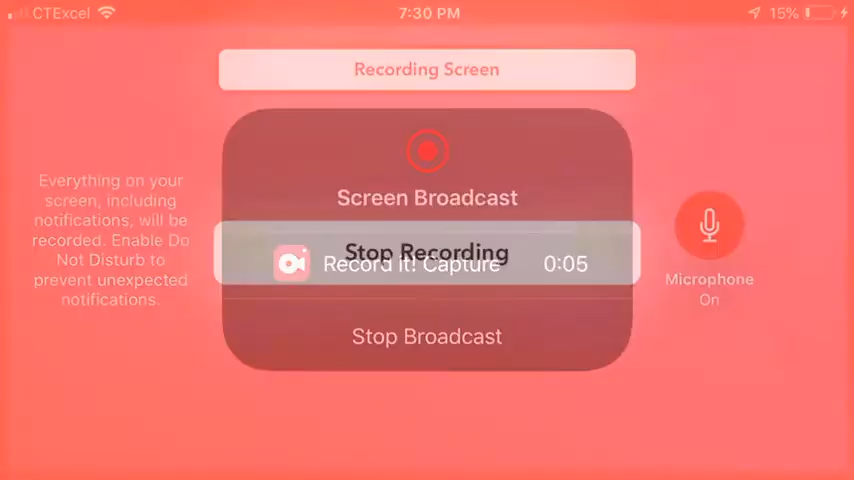 CTExcel
7:30 PM
15%
Recording Screen
Everything on your
screen, including
notifications, will be
recorded. Enable Do
Not Disturb to
prevent unexpected
notifications.
Screen Broadcast
Stop Recording
Record it! Capture
0:05
Stop Broadcast
Microphone
On